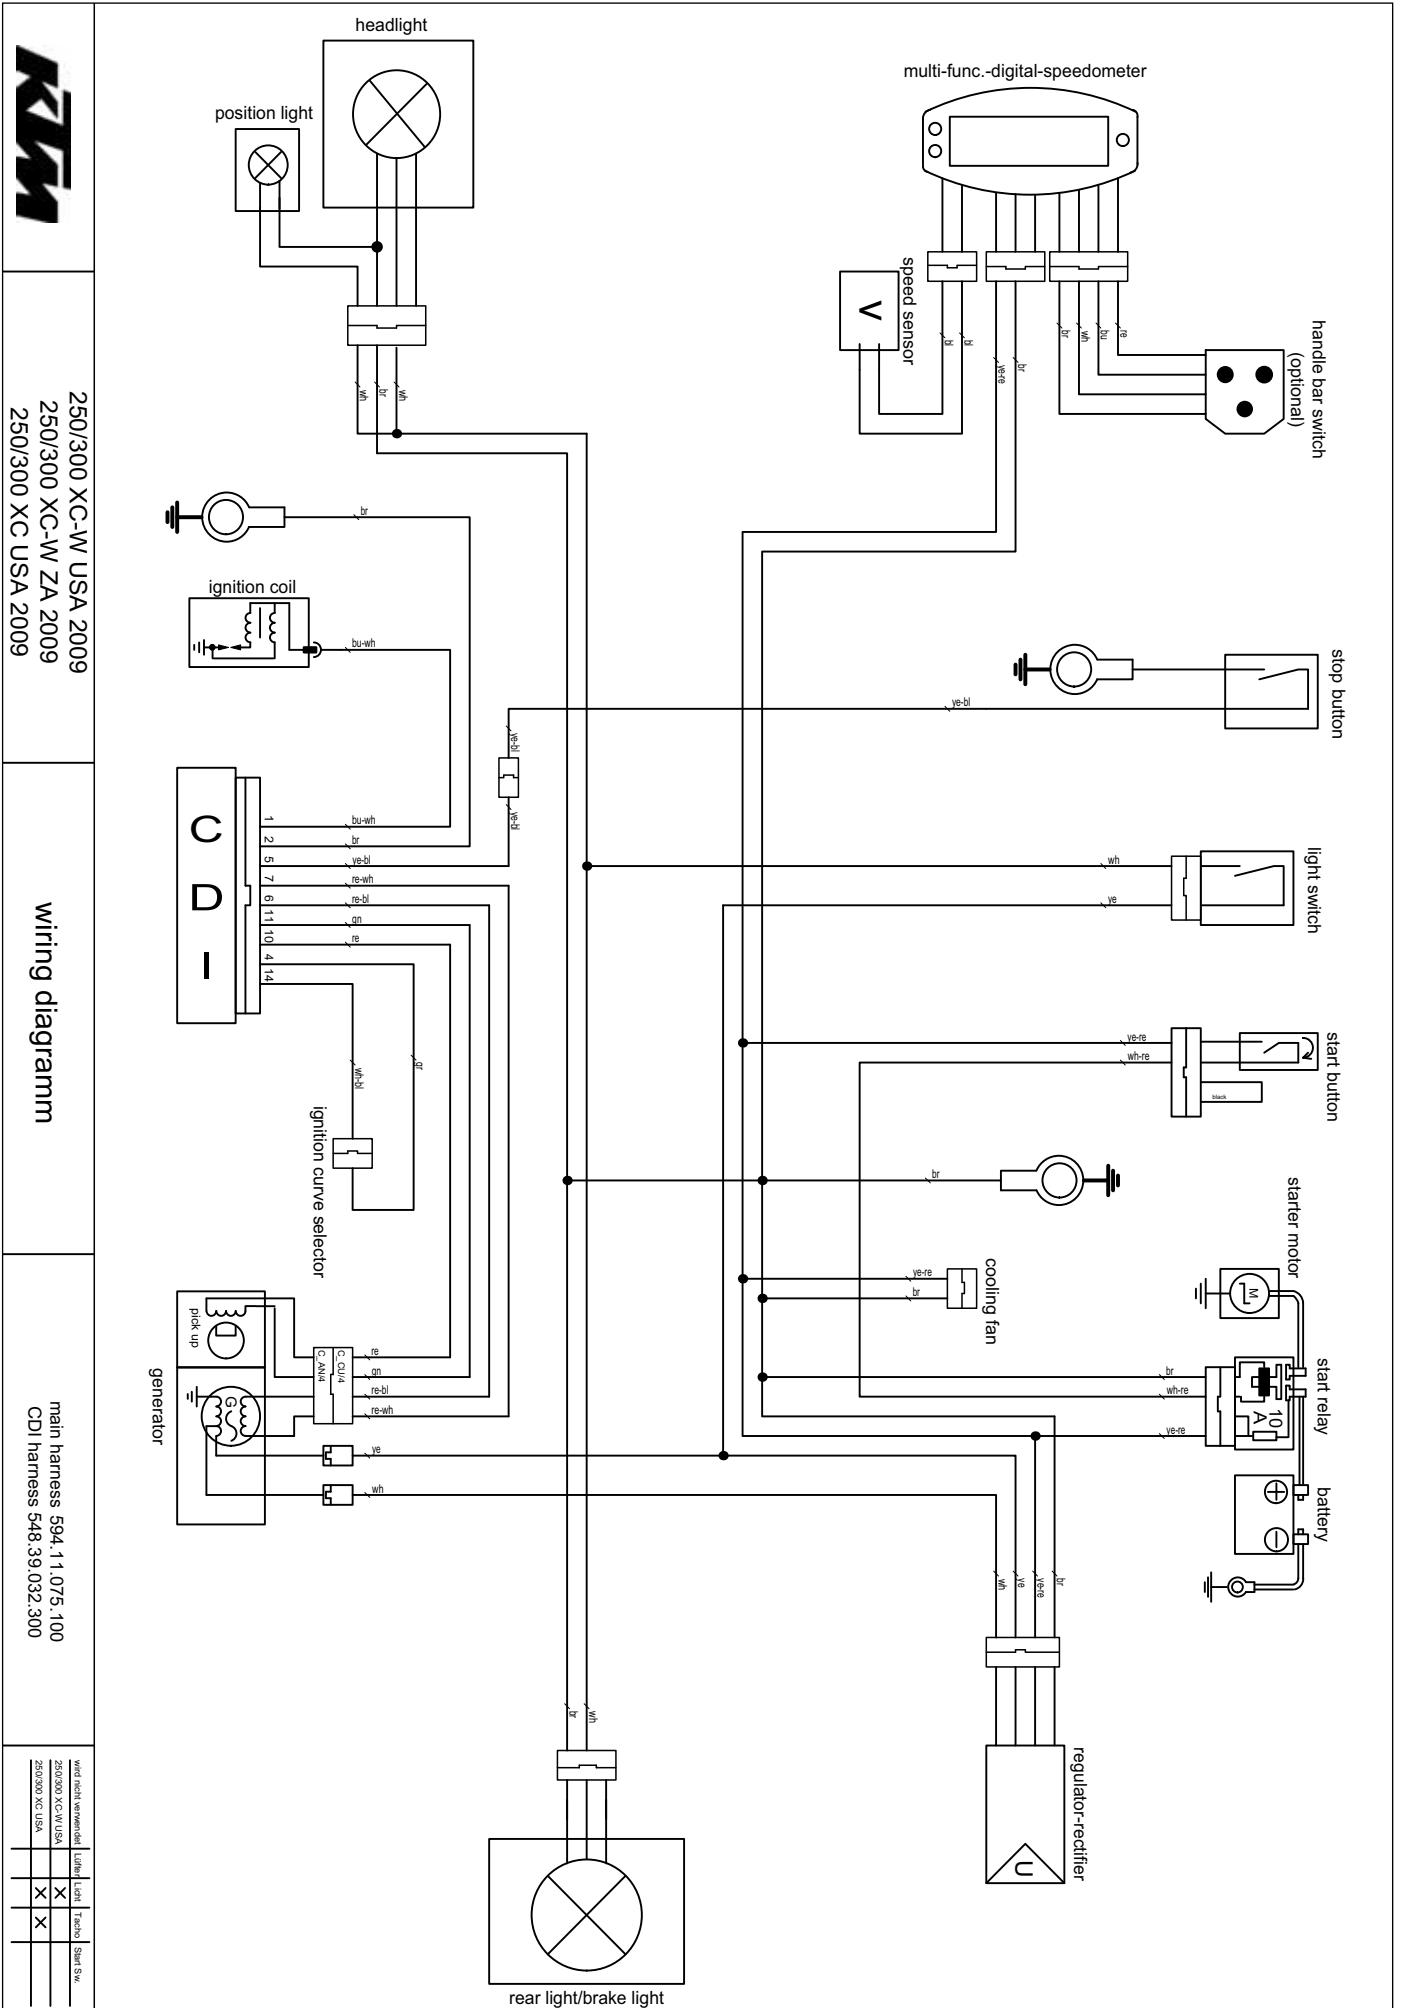 headlight
position light
multi-func.-digital-speedometer
speed sensor
V
handle bar switch
(optional)
bl
bl
ye-re
br
br
wh
bu
re
wh
br
wh
br
ignition coil
bu-wh
stop button
ye-bl
ye-bl
ye-bl
light switch
wh
ye
CDI
1
2
5
7
6
11
10
4
14
bu-wh
br
ye-bl
re-wh
re-bl
gn
re
gr
wh-bl
ignition curve selector
start button
ye-re
wh-re
black
br
starter motor
M
cooling fan
ye-re
br
start relay
10
A
br
wh-re
ye-re
battery
+
−
pick up
generator
G
C_AN/4
C_CU/4
re
gn
re-bl
re-wh
ye
wh
wh
ye
ye-re
br
regulator-rectifier
U
br
wh
rear light/brake light
KTM
250/300 XC-W USA 2009
250/300 XC-W ZA 2009
250/300 XC USA 2009
wiring diagramm
main harness 594.11.075.100
CDI harness 548.39.032.300
wird nicht verwendet Lüfter Licht Tacho Start Sw.
250/300 XC-W USA X
250/300 XC USA X X